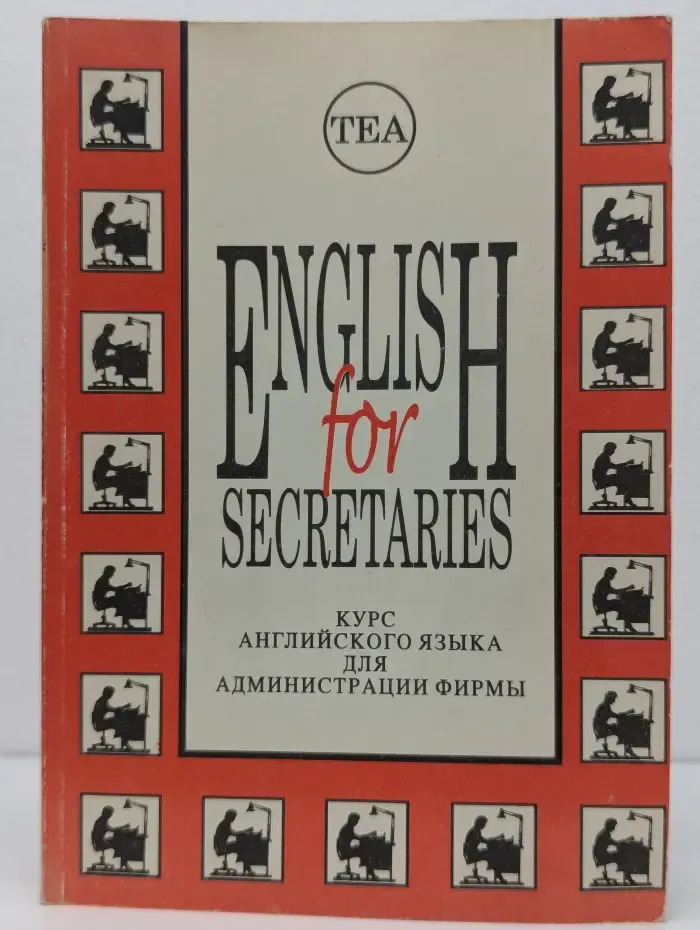 TEA
ENGLISH
for
SECRETARIES
КУРС
АНГЛИЙСКОГО ЯЗЫКА
ДЛЯ
АДМИНИСТРАЦИИ ФИРМЫ